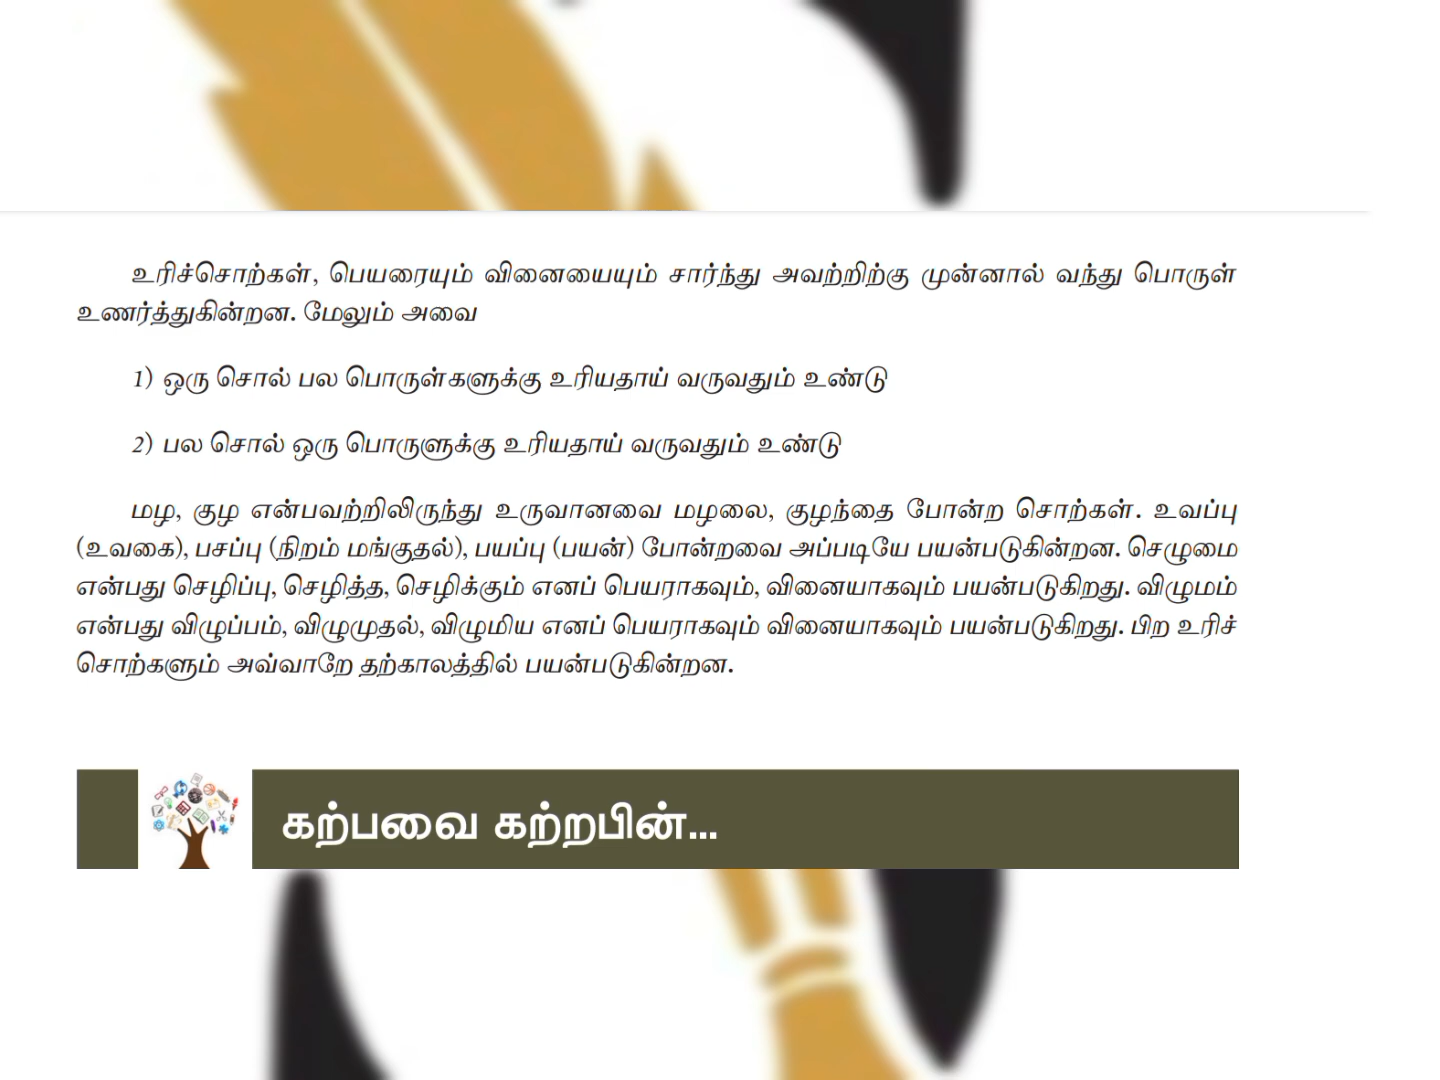 உரிச்சொற்கள், பெயரையும் வினையையும் சார்ந்து அவற்றிற்கு முன்னால் வந்து பொருள்
உணர்த்துகின்றன. மேலும் அவை
1) ஒரு சொல் பல பொருள்களுக்கு உரியதாய் வருவதும் உண்டு
2) பல சொல் ஒரு பொருளுக்கு உரியதாய் வருவதும் உண்டு
மழ, குழ என்பவற்றிலிருந்து உருவானவை மழலை, குழந்தை போன்ற சொற்கள். உவப்பு
(உவகை), பசப்பு (நிறம் மங்குதல்), பயப்பு (பயன்) போன்றவை அப்படியே பயன்படுகின்றன. செழுமை
என்பது செழிப்பு, செழித்த, செழிக்கும் எனப் பெயராகவும், வினையாகவும் பயன்படுகிறது. விழுமம்
என்பது விழுப்பம், விழுமுதல், விழுமிய எனப் பெயராகவும் வினையாகவும் பயன்படுகிறது. பிற உரிச்
சொற்களும் அவ்வாறே தற்காலத்தில் பயன்படுகின்றன.
கற்பவை கற்றபின்...